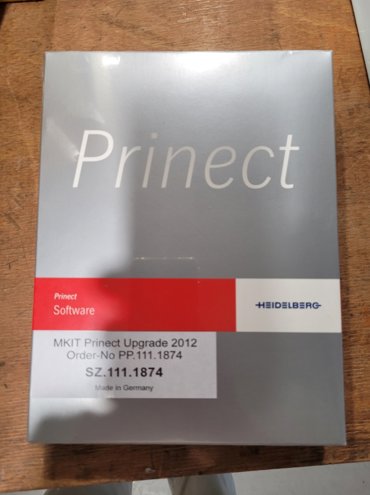 Prinect
Prinect
Software
HEIDELBERG
MKIT Prinect Upgrade 2012
Order-No PP.111.1874
SZ.111.1874
Made in Germany